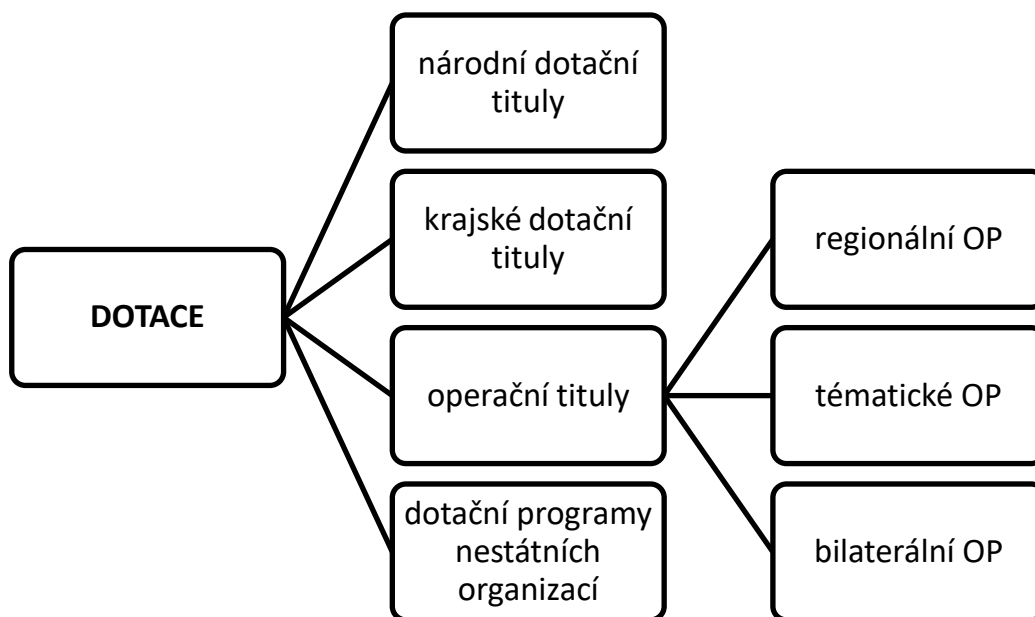 DOTACE
národní dotační
tituly
krajské dotační
tituly
operační tituly
dotační programy
nestátních
organizací
regionální OP
tématické OP
bilaterální OP